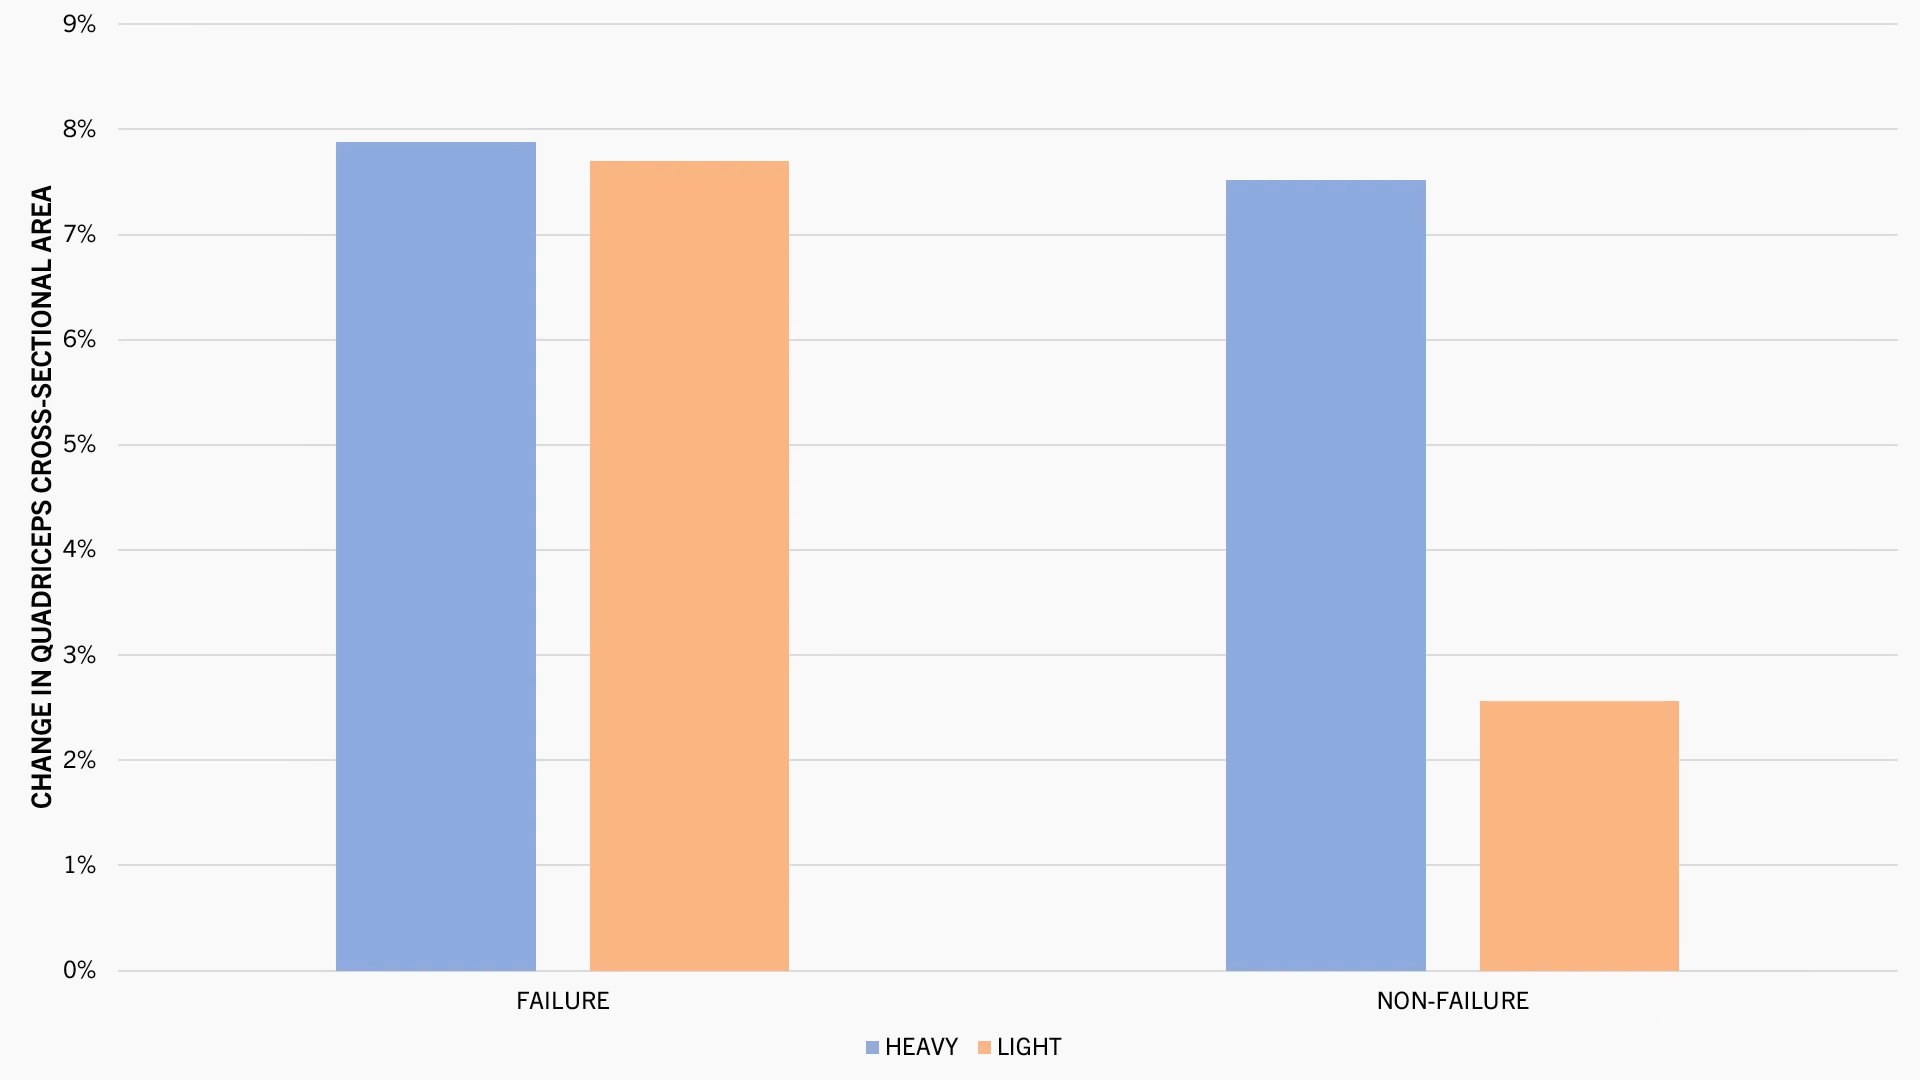 CHANGE IN QUADRICEPS CROSS-SECTIONAL AREA
9%
8%
7%
6%
5%
4%
3%
2%
1%
0%
FAILURE
NON-FAILURE
HEAVY
LIGHT